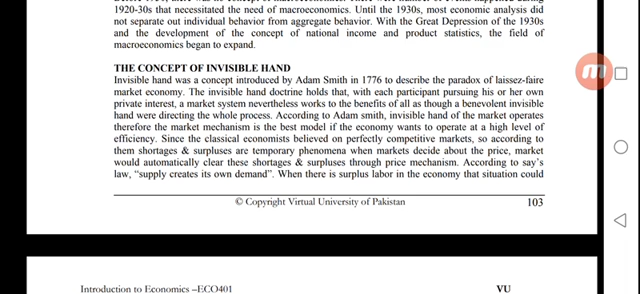 1920-30s that necessitated the need of macroeconomics. Until the 1930s, most economic analysis did
not separate out individual behavior from aggregate behavior. With the Great Depression of the 1930s
and the development of the concept of national income and product statistics, the field of
macroeconomics began to expand.
THE CONCEPT OF INVISIBLE HAND
Invisible hand was a concept introduced by Adam Smith in 1776 to describe the paradox of laissez-faire
market economy. The invisible hand doctrine holds that, with each participant pursuing his or her own
private interest, a market system nevertheless works to the benefits of all as though a benevolent invisible
hand were directing the whole process. According to Adam smith, invisible hand of the market operates
therefore the market mechanism is the best model if the economy wants to operate at a high level of
efficiency. Since the classical economists believed on perfectly competitive markets, so according to
them shortages & surpluses are temporary phenomena when markets decide about the price, market
would automatically clear these shortages & surpluses through price mechanism. According to say's
law, “supply creates its own demand”. When there is surplus labor in the economy that situation could
© Copyright Virtual University of Pakistan 103
Introduction to Economics –ECO401 VU